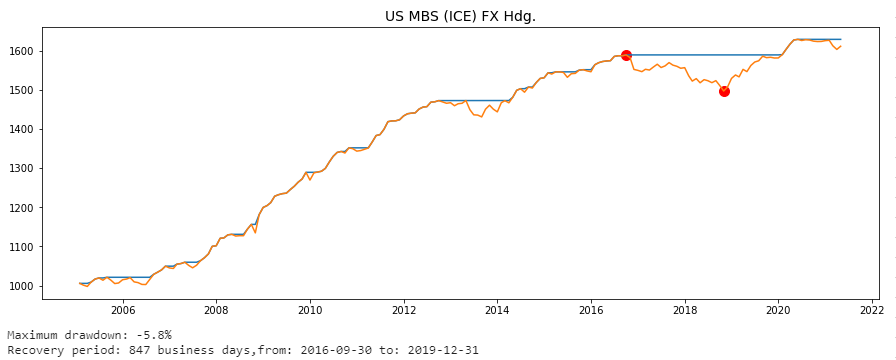 US MBS (ICE) FX Hdg.
1600
1500
1400
1300
1200
1100
1000
2006 2008 2010 2012 2014 2016 2018 2020 2022
Maximum drawdown: -5.8%
Recovery period: 847 business days,from: 2016-09-30 to: 2019-12-31